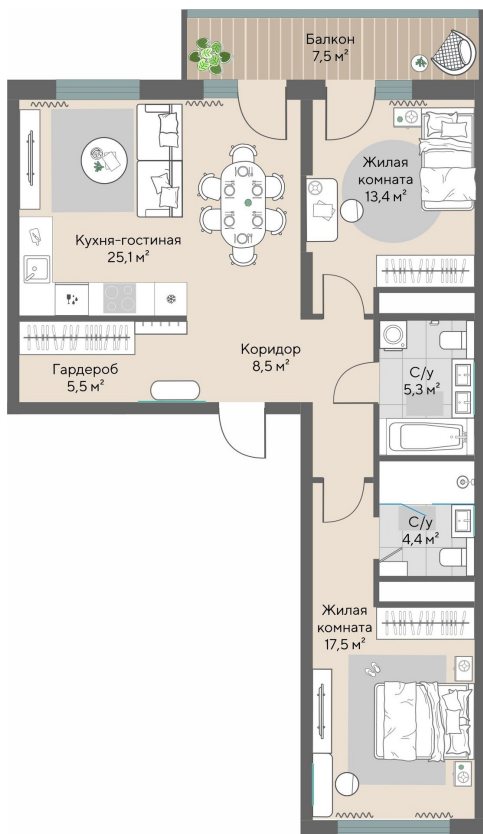 Балкон
7,5 м²
Жилая
комната
13,4 м²
Кухня-гостиная
25,1 м²
Коридор
8,5 м²
Гардероб
5,5 м²
С/у
5,3 м²
С/у
4,4 м²
Жилая
комната
17,5 м²